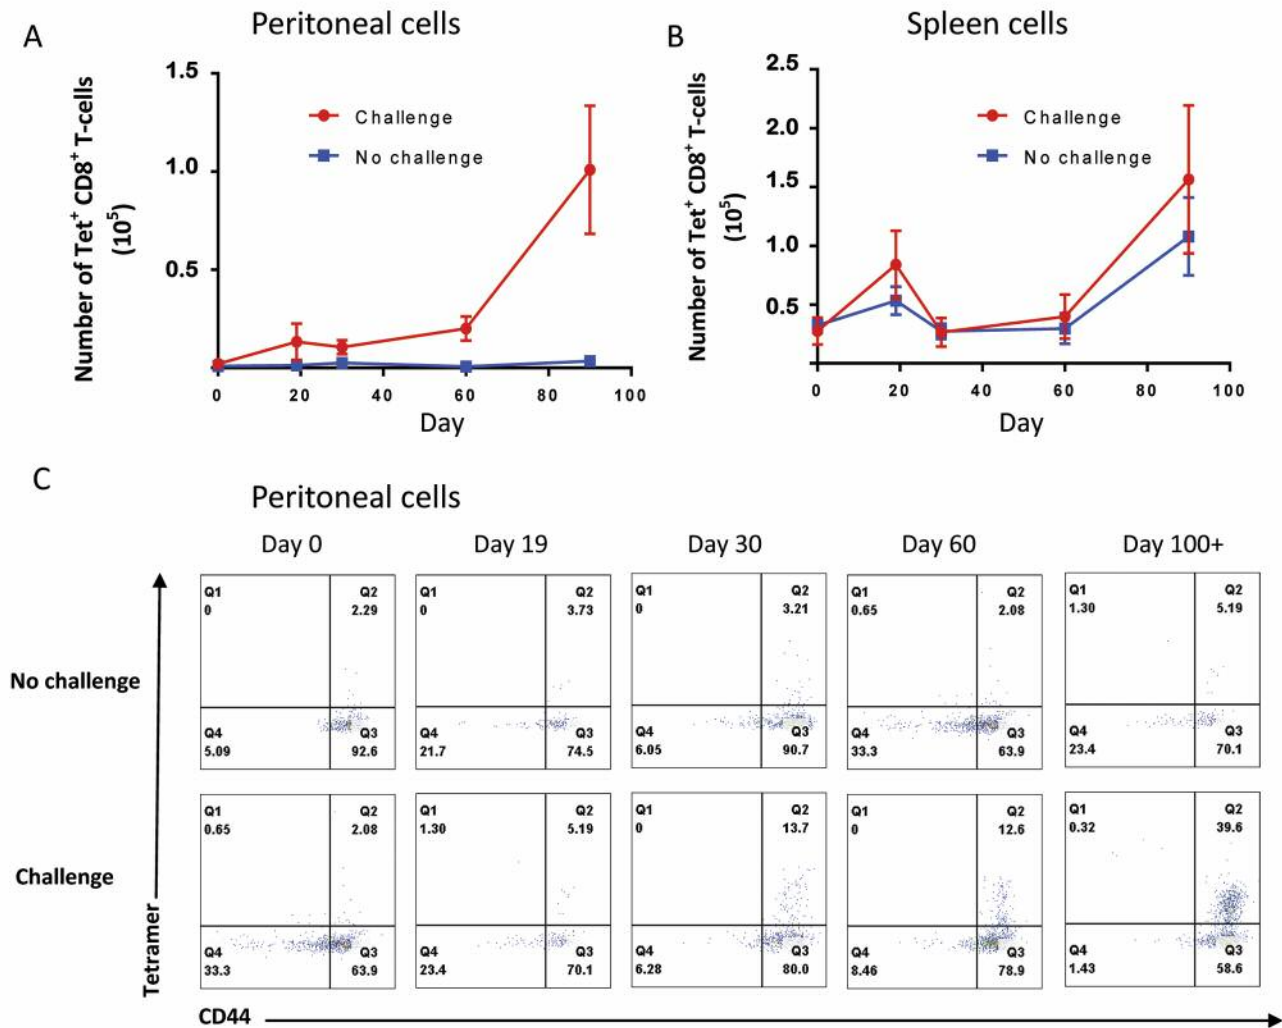 A
Peritoneal cells
Number of Tet⁺ CD8⁺ T-cells
(10⁵)
1.5
1.0
0.5
Challenge
No challenge
0 20 40 60 80 100
Day
B
Spleen cells
Number of Tet⁺ CD8⁺ T-cells
(10⁵)
2.5
2.0
1.5
1.0
0.5
Challenge
No challenge
0 20 40 60 80 100
Day
C
Peritoneal cells
Day 0 Day 19 Day 30 Day 60 Day 100+
No challenge
Q1 Q2 Q1 Q2 Q1 Q2 Q1 Q2 Q1 Q2
0 2.29 0 3.73 0 3.21 0.65 2.08 1.30 5.19
Q4 Q3 Q4 Q3 Q4 Q3 Q4 Q3 Q4 Q3
5.09 92.6 21.7 74.5 6.05 90.7 33.3 63.9 23.4 70.1
Challenge
Q1 Q2 Q1 Q2 Q1 Q2 Q1 Q2 Q1 Q2
0.65 2.08 1.30 5.19 0 13.7 0 12.6 0.32 39.6
Q4 Q3 Q4 Q3 Q4 Q3 Q4 Q3 Q4 Q3
33.3 63.9 23.4 70.1 6.28 80.0 8.46 78.9 1.43 58.6
Tetramer
CD44